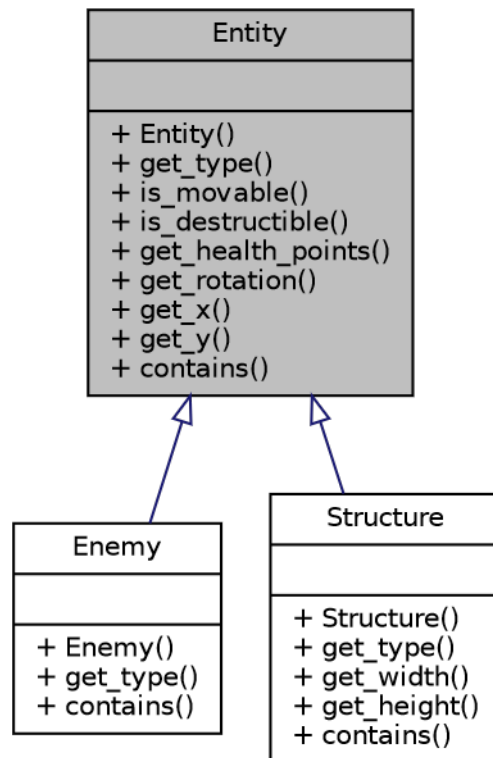 Entity
+ Entity()
+ get_type()
+ is_movable()
+ is_destructible()
+ get_health_points()
+ get_rotation()
+ get_x()
+ get_y()
+ contains()
Enemy
+ Enemy()
+ get_type()
+ contains()
Structure
+ Structure()
+ get_type()
+ get_width()
+ get_height()
+ contains()